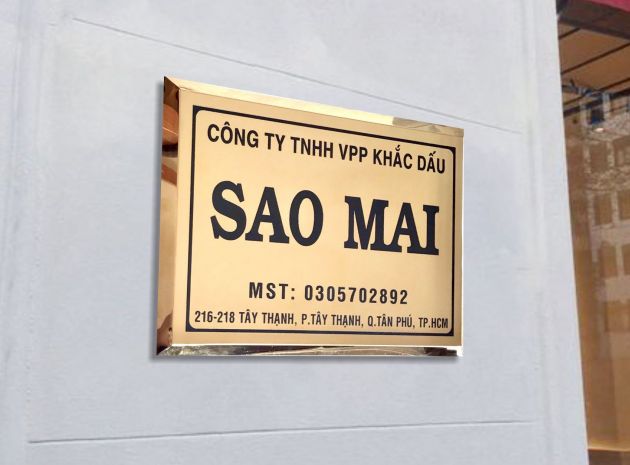 CÔNG TY TNHH VPP KHẮC DẤU
SAO MAI
MST: 0305702892
216-218 TÂY THẠNH, P.TÂY THẠNH, Q.TÂN PHÚ, TP.HCM